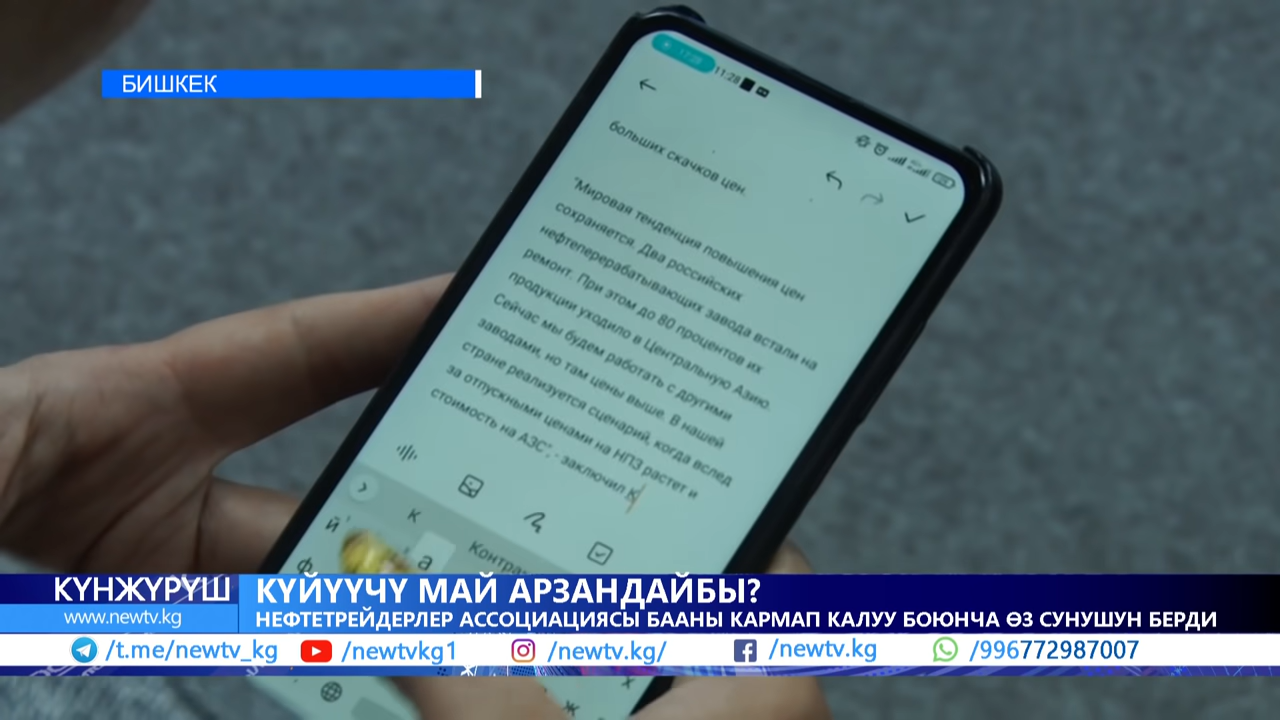 БИШКЕК
11:28
больших скачков цен.
"Мировая тенденция повышения цен
сохраняется. Два российских
нефтеперерабатывающих завода встали на
ремонт. При этом до 80 процентов их
продукции уходило в Центральную Азию.
Сейчас мы будем работать с другими
заводами, но там цены выше. В нашей
стране реализуется сценарий, когда вслед
за отпускными ценами на НПЗ растет и
стоимость на АЗС", - заключил К
К
й
а
ф
КҮНЖҮРҮШ
www.newtv.kg
КҮЙҮҮЧҮ МАЙ АРЗАНДАЙБЫ?
НЕФТЕТРЕЙДЕРЛЕР АССОЦИАЦИЯСЫ БААНЫ КАРМАП КАЛУУ БОЮНЧА ӨЗ СУНУШУН БЕРДИ
/t.me/newtv_kg /newtvkg1 /newtv.kg/ /newtv.kg /996772987007
ж